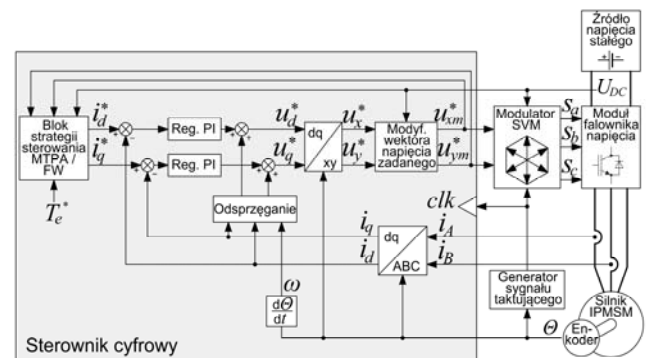 Źródło
napięcia
stałego
U_DC
Blok
strategii
sterowania
MTPA /
FW
T_e*
i_d*
i_q*
Reg. PI
Reg. PI
u_d*
u_q*
dq
xy
u_x*
u_y*
Modyf.
wektora
napięcia
zadanego
u_xm*
u_ym*
Modulator
SVM
s_a
s_b
s_c
Moduł
falownika
napięcia
Odsprzęganie
clk
i_q
i_d
dq
ABC
i_A
i_B
ω
dΘ
dt
Generator
sygnału
taktującego
Θ
Silnik
IPMSM
En-
koder
Sterownik cyfrowy